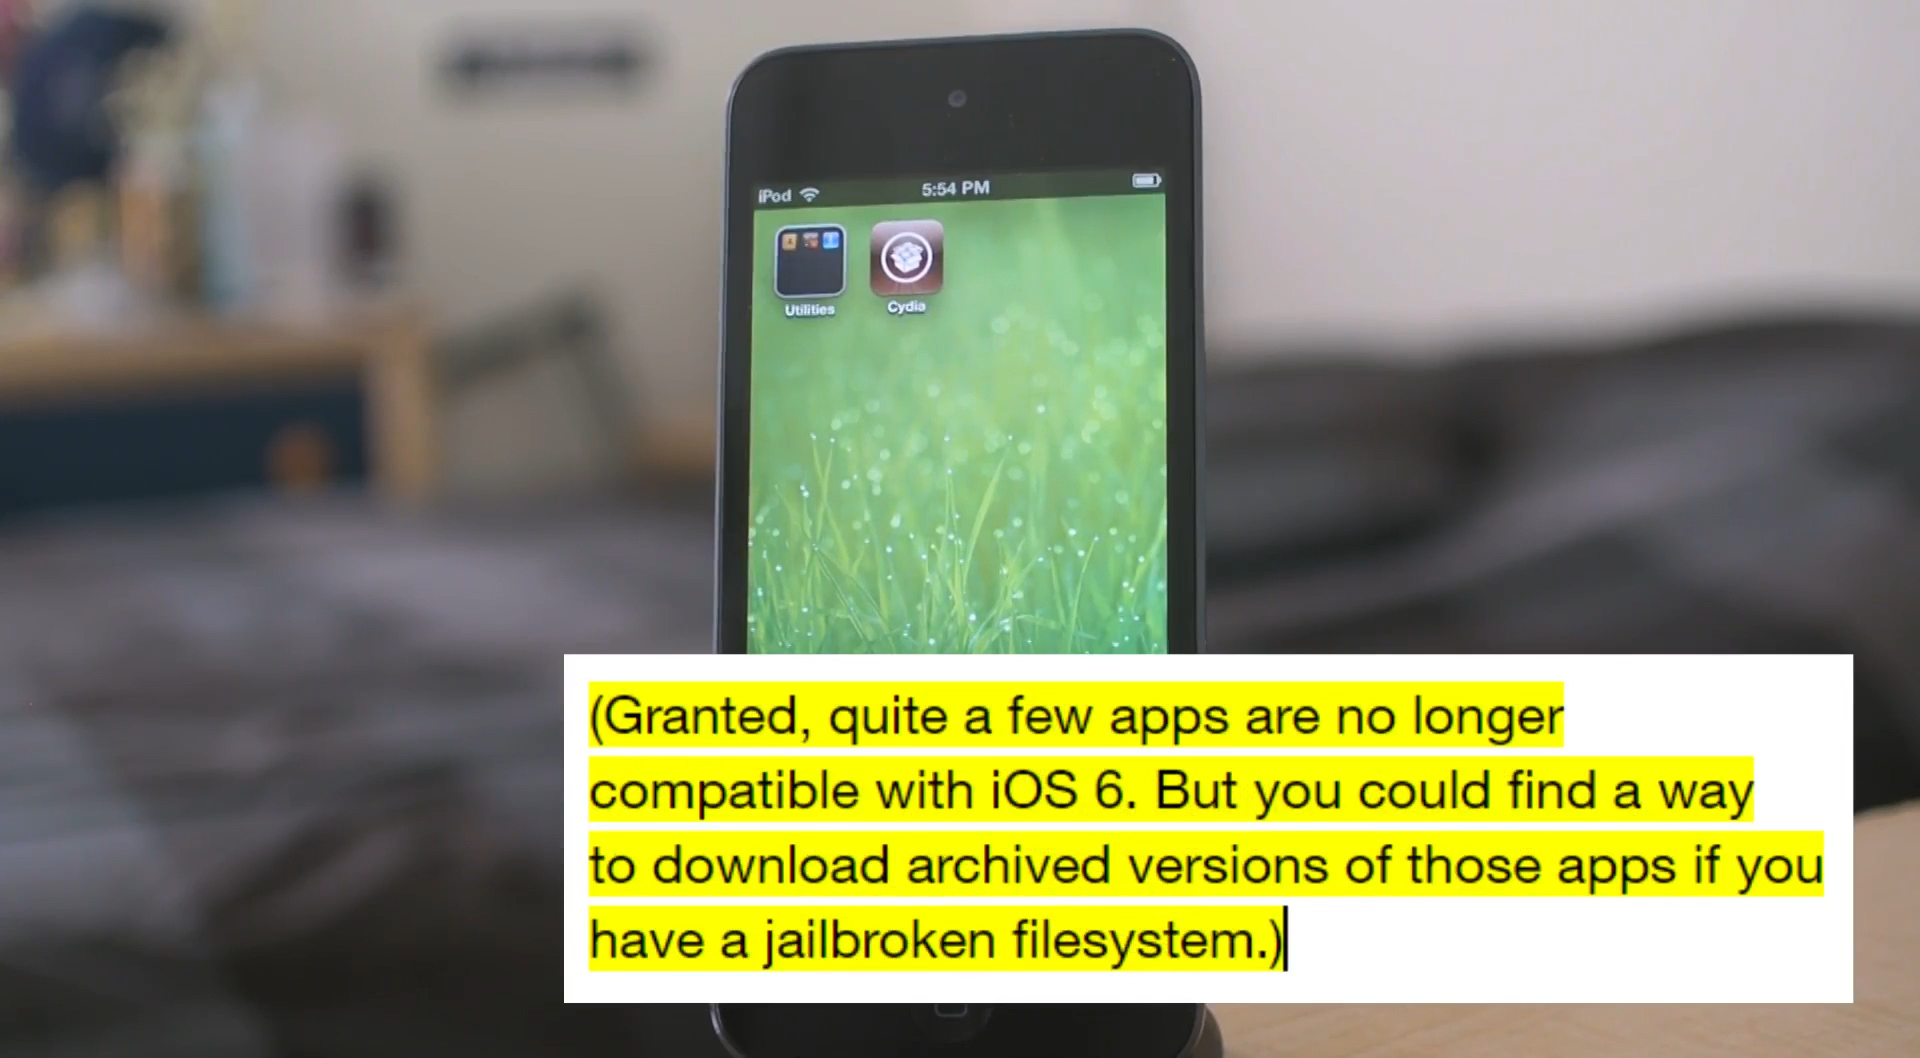 iPod 5:54 PM
Utilities Cydia
(Granted, quite a few apps are no longer
compatible with iOS 6. But you could find a way
to download archived versions of those apps if you
have a jailbroken filesystem.)